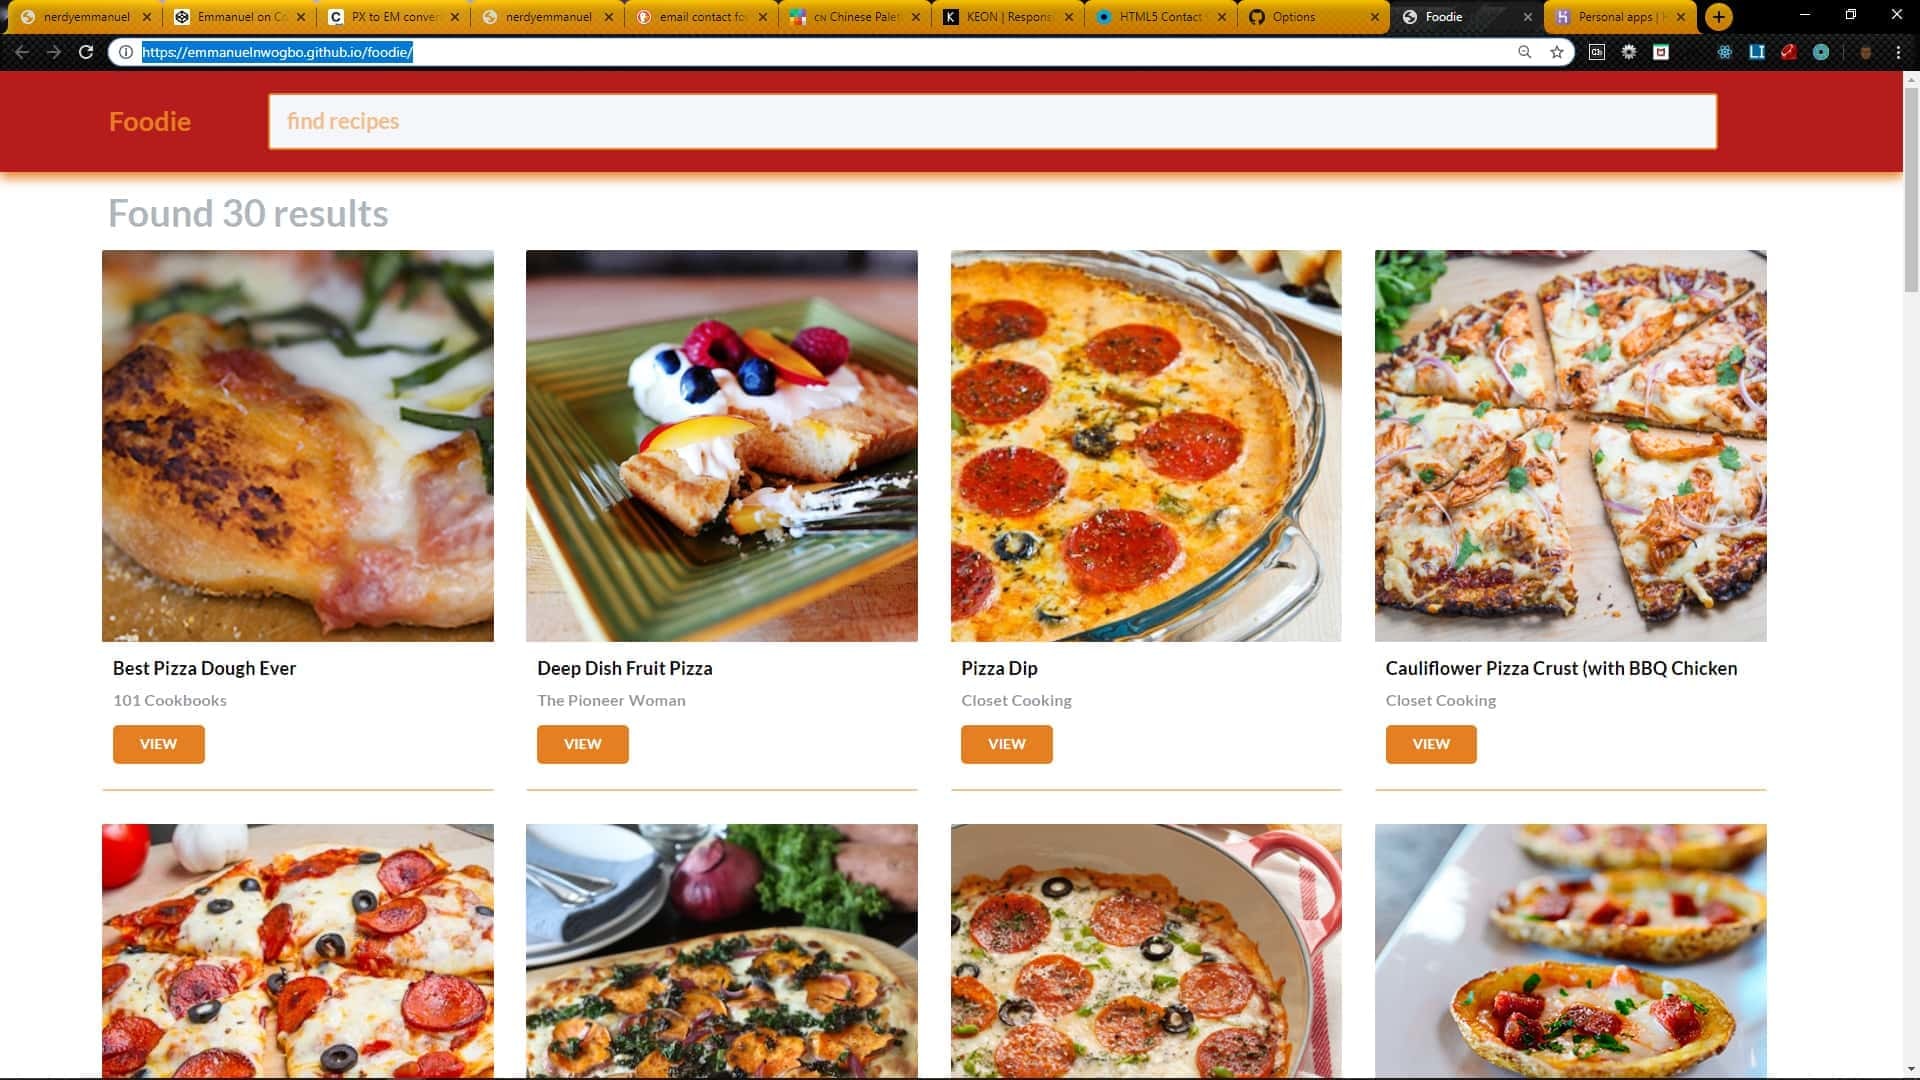 nerdyemmanuel
Emmanuel on Co
PX to EM conver
nerdyemmanuel
email contact fo
CN Chinese Pale
KEON | Respons
HTML5 Contact
Options
Foodie
Personal apps | H
https://emmanuelnwogbo.github.io/foodie/
Foodie
find recipes
Found 30 results
Best Pizza Dough Ever
101 Cookbooks
VIEW
Deep Dish Fruit Pizza
The Pioneer Woman
VIEW
Pizza Dip
Closet Cooking
VIEW
Cauliflower Pizza Crust (with BBQ Chicken
Closet Cooking
VIEW